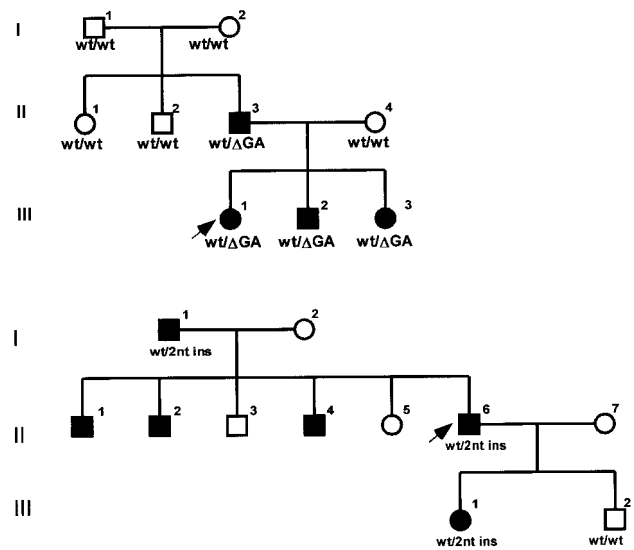 I 1 2
wt/wt wt/wt
II 1 2 3 4
wt/wt wt/wt wt/ΔGA wt/wt
III 1 2 3
wt/ΔGA wt/ΔGA wt/ΔGA
I 1 2
wt/2nt ins
II 1 2 3 4 5 6 7
wt/2nt ins
III 1 2
wt/2nt ins wt/wt